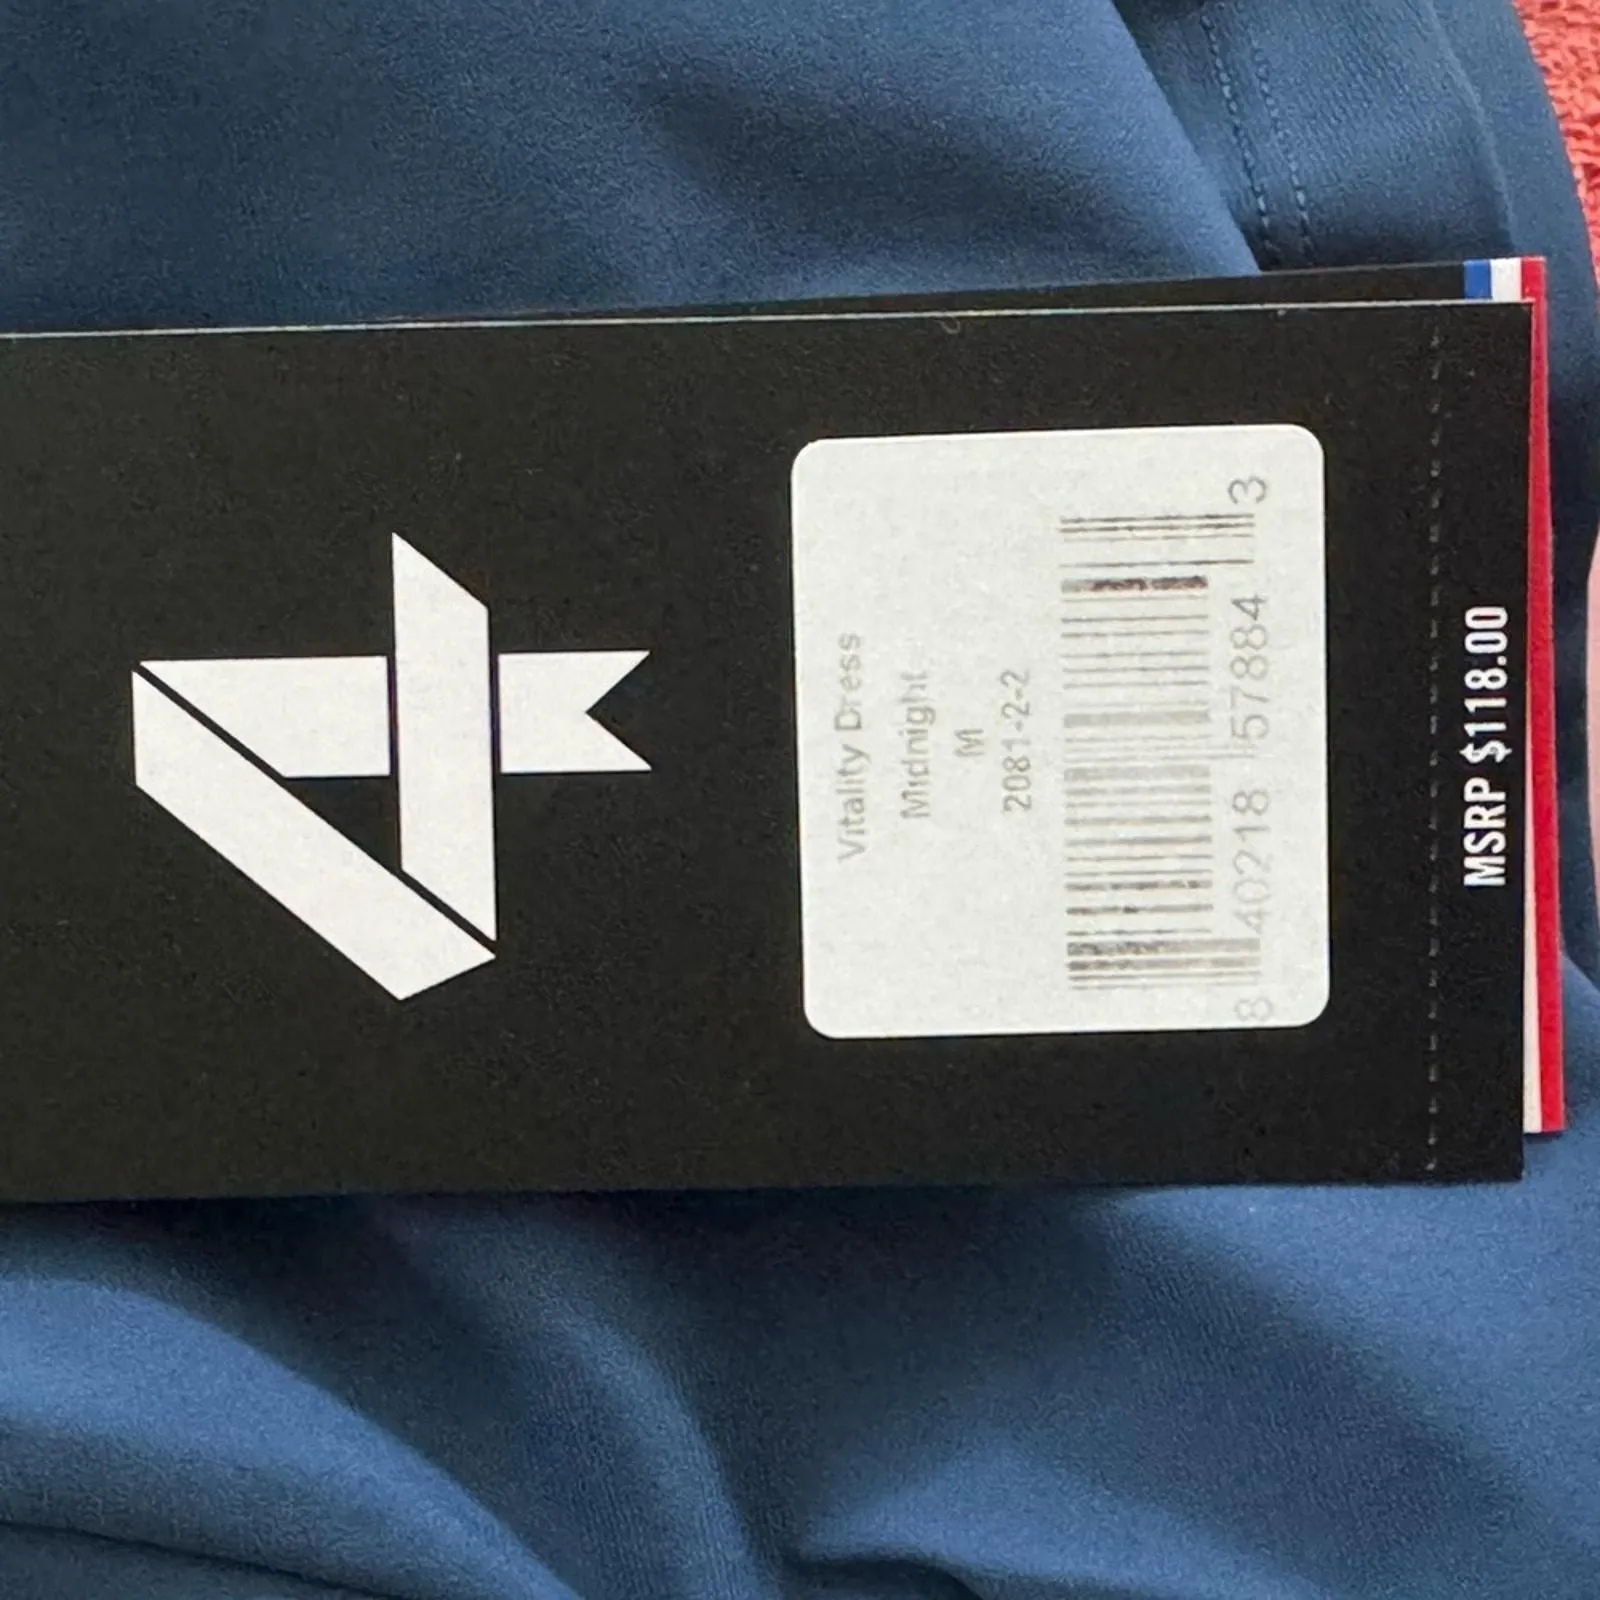 Vitality Dress
Midnight
M
2081-2-2
8 40218 57884 3
MSRP $118.00